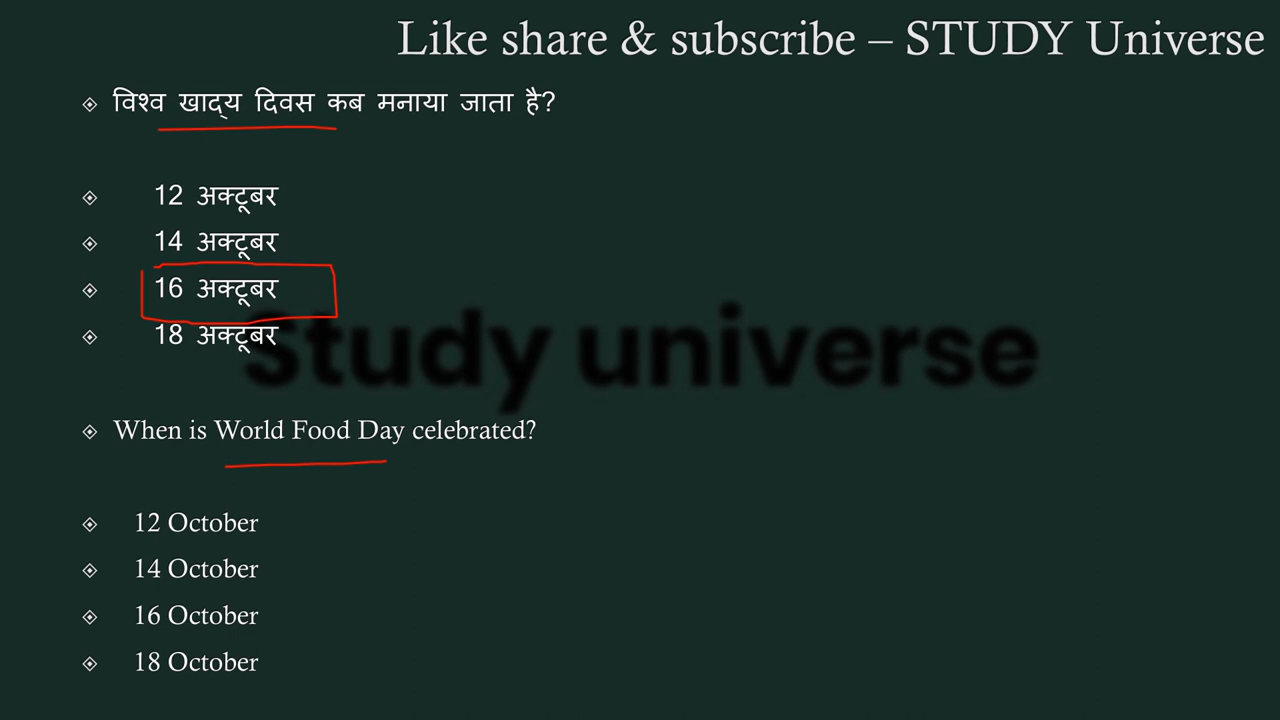 Like share & subscribe – STUDY Universe
विश्व खाद्य दिवस कब मनाया जाता है?
12 अक्टूबर
14 अक्टूबर
16 अक्टूबर
18 अक्टूबर
Study universe
When is World Food Day celebrated?
12 October
14 October
16 October
18 October